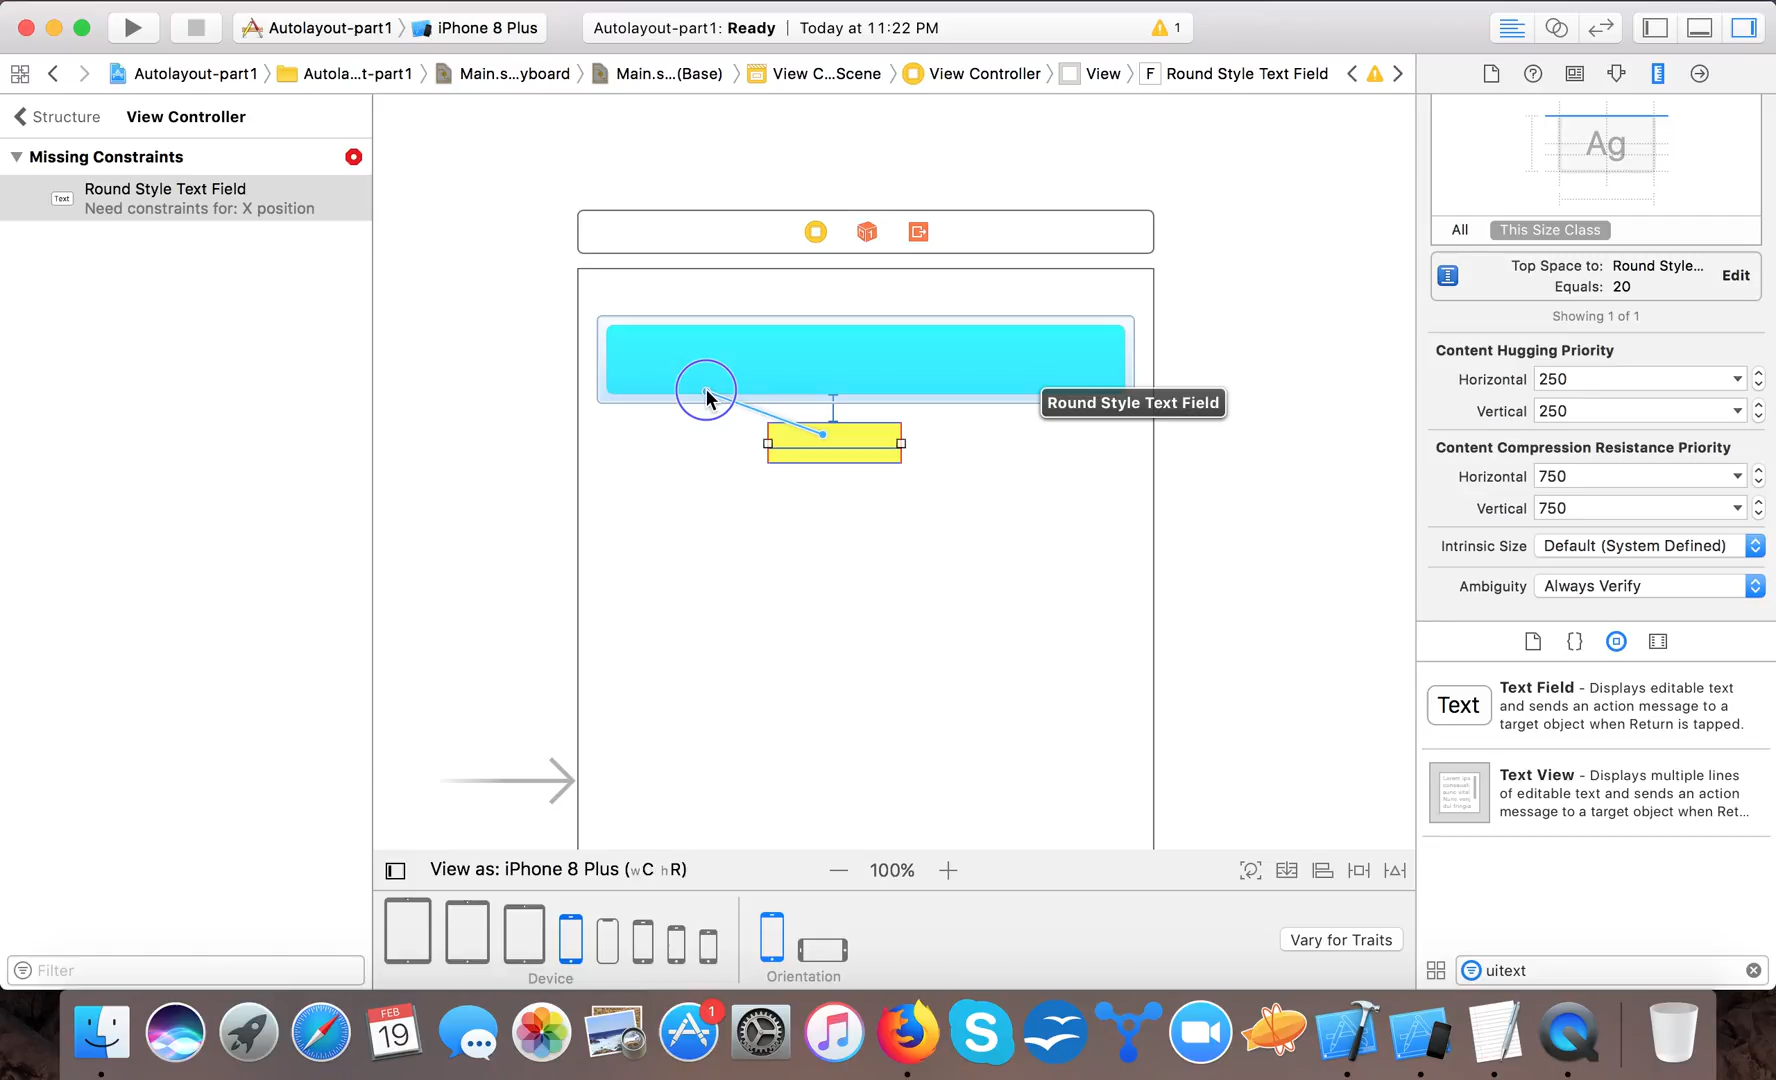 Autolayout-part1 〉 iPhone 8 Plus
Autolayout-part1: Ready | Today at 11:22 PM
1
Autolayout-part1 〉 Autola...t-part1 〉 Main.s...yboard 〉 Main.s...(Base) 〉 View C...Scene 〉 View Controller 〉 View 〉 F Round Style Text Field
Structure View Controller
Missing Constraints
Text
Round Style Text Field
Need constraints for: X position
Round Style Text Field
Ag
All This Size Class
Top Space to: Round Style...
Equals: 20
Edit
Showing 1 of 1
Content Hugging Priority
Horizontal 250
Vertical 250
Content Compression Resistance Priority
Horizontal 750
Vertical 750
Intrinsic Size Default (System Defined)
Ambiguity Always Verify
{}
Text
Text Field - Displays editable text
and sends an action message to a
target object when Return is tapped.
Text View - Displays multiple lines
of editable text and sends an action
message to a target object when Ret...
View as: iPhone 8 Plus (wC hR)
— 100% +
Device
Orientation
Vary for Traits
Filter
uitext
FEB
19
1
S